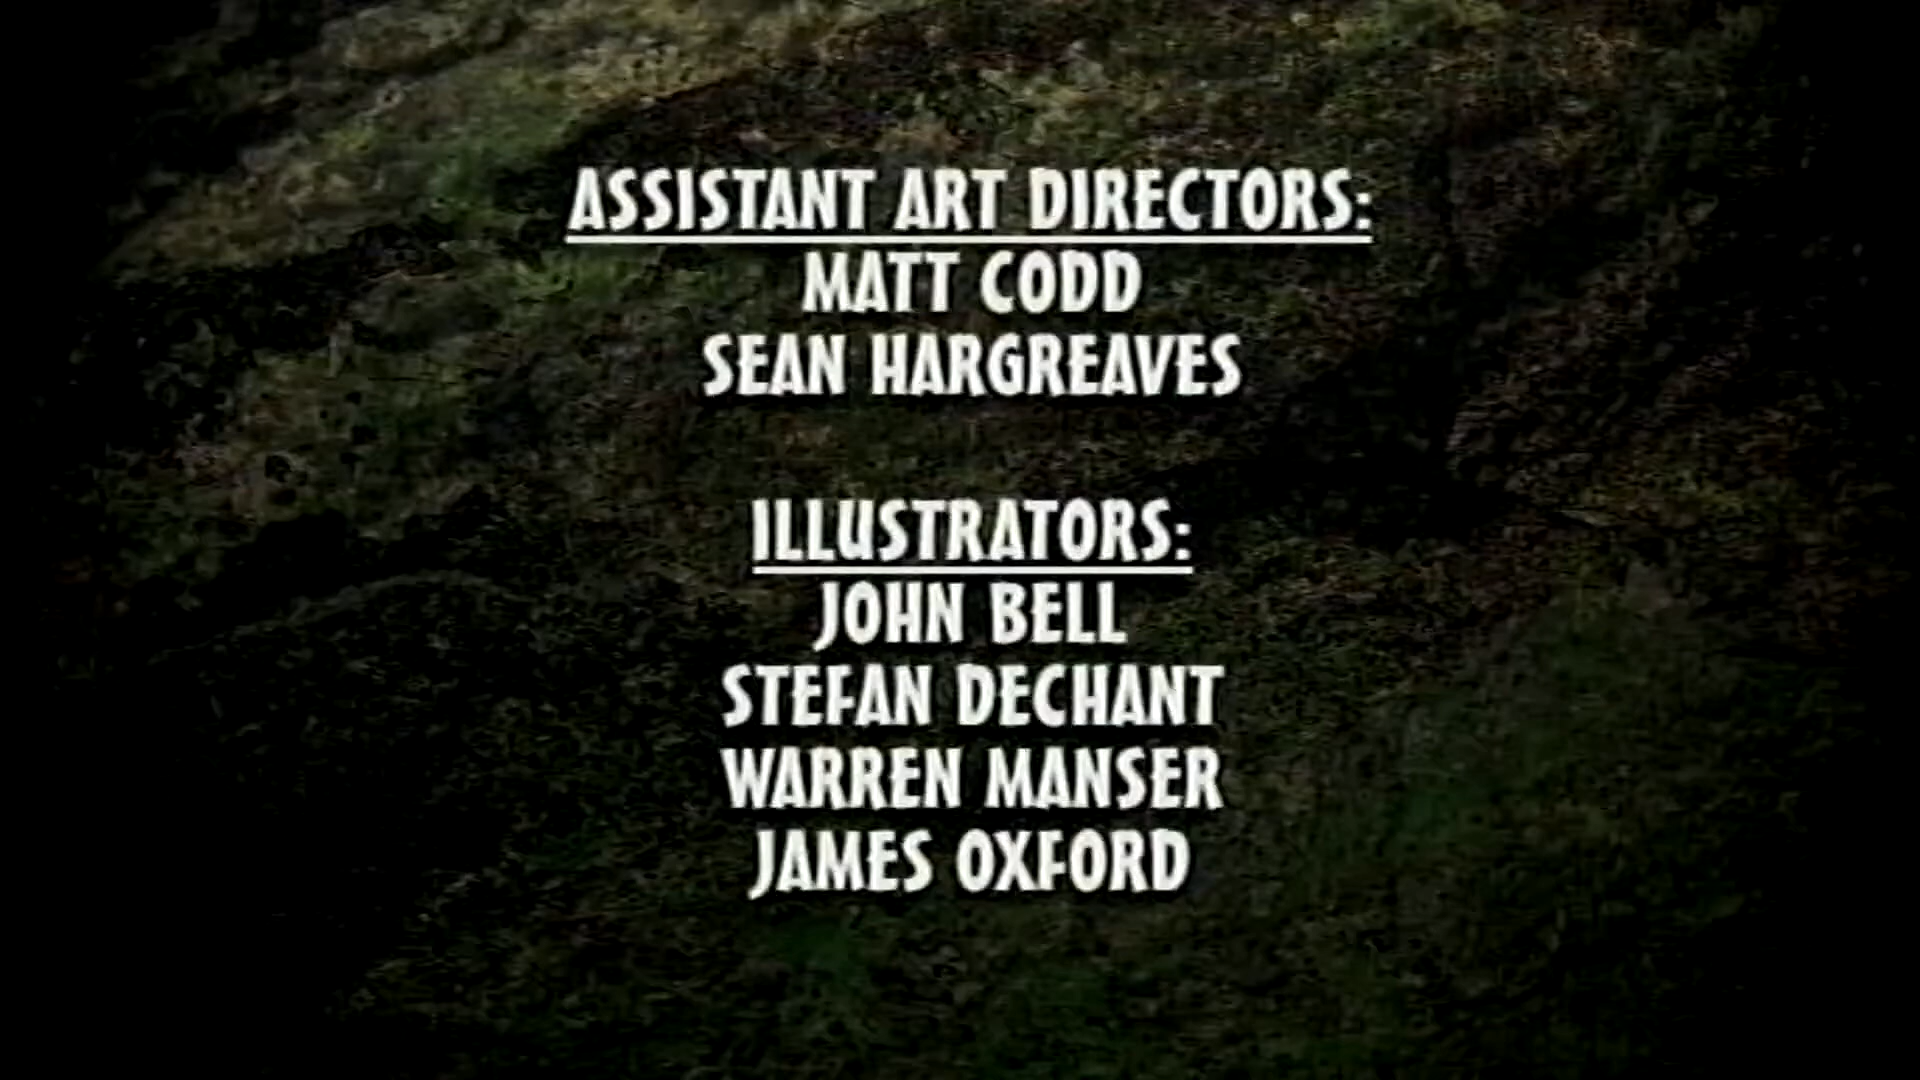 ASSISTANT ART DIRECTORS:
MATT CODD
SEAN HARGREAVES
ILLUSTRATORS:
JOHN BELL
STEFAN DECHANT
WARREN MANSER
JAMES OXFORD